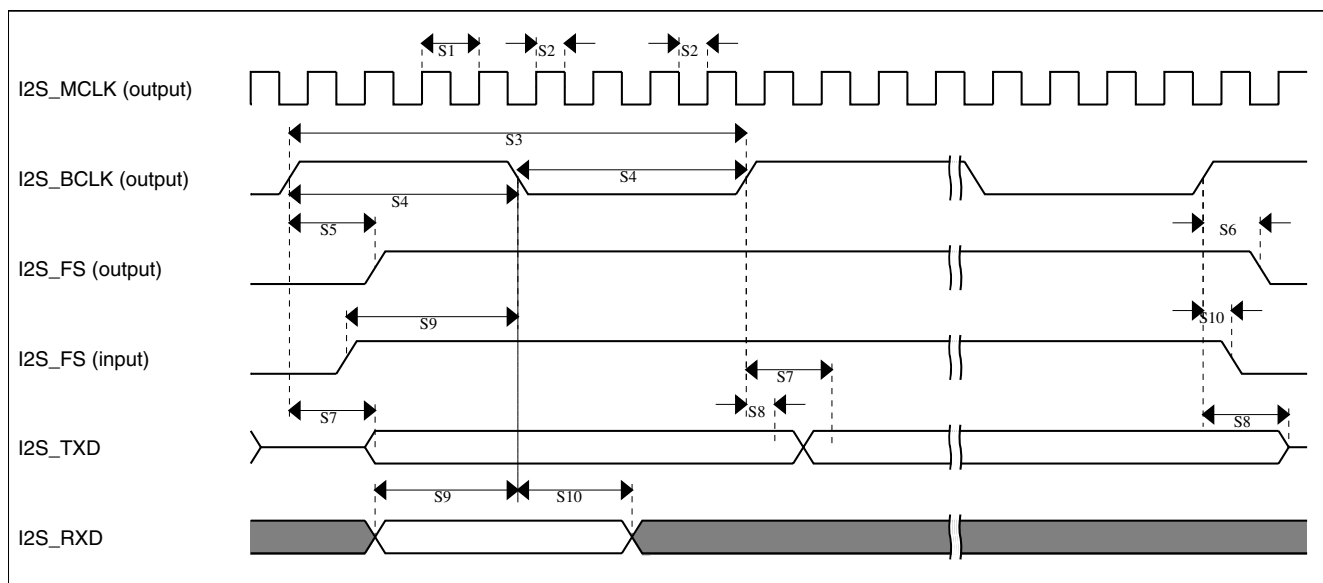 S1
S2
S2
I2S_MCLK (output)
S3
I2S_BCLK (output)
S4
S4
S5
S6
I2S_FS (output)
S9
S10
I2S_FS (input)
S7
S7
S8
S8
I2S_TXD
S9
S10
I2S_RXD